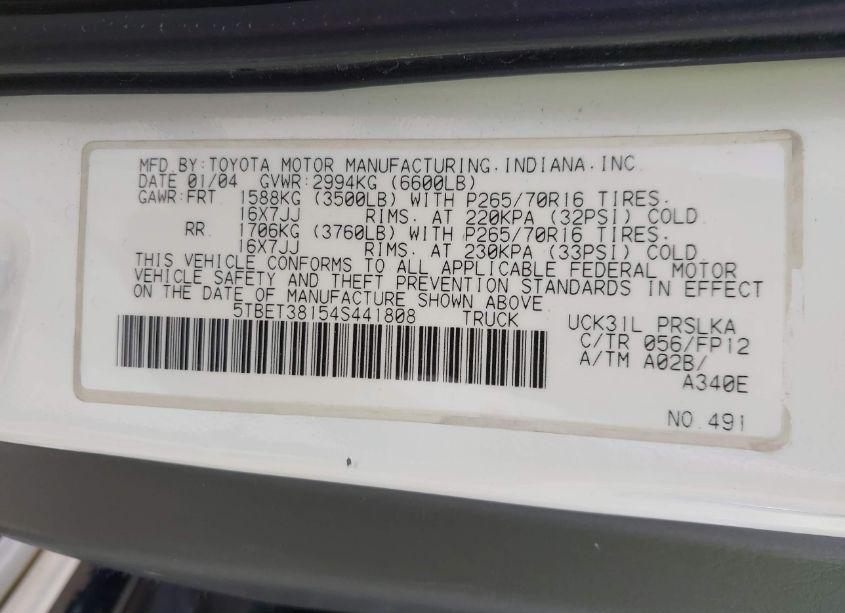 MFD.BY:TOYOTA MOTOR MANUFACTURING.INDIANA.INC.
DATE 01/04 GVWR:2994KG (6600LB)
GAWR:FRT. 1588KG (3500LB) WITH P265/70R16 TIRES.
16X7JJ RIMS. AT 220KPA (32PSI) COLD.
RR. 1706KG (3760LB) WITH P265/70R16 TIRES.
16X7JJ RIMS. AT 230KPA (33PSI) COLD.
THIS VEHICLE CONFORMS TO ALL APPLICABLE FEDERAL MOTOR
VEHICLE SAFETY AND THEFT PREVENTION STANDARDS IN EFFECT
ON THE DATE OF MANUFACTURE SHOWN ABOVE.
5TBET38154S441808 TRUCK UCK31L PRSLKA
C/TR 056/FP12
A/TM A02B/
A340E
NO.491